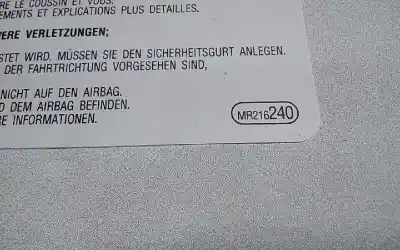 RE LE COUSSIN ET VOUS.
EMENTS ET EXPLICATIONS PLUS DETAILLES.
WERE VERLETZUNGEN;
STET WIRD. MÜSSEN SIE DEN SICHERHEITSGURT ANLEGEN.
DER FAHRTRICHTUNG VORGESEHEN SIND,
NICHT AUF DEN AIRBAG.
D DEM AIRBAG BEFINDEN.
RE INFORMATIONEN.
MR216240